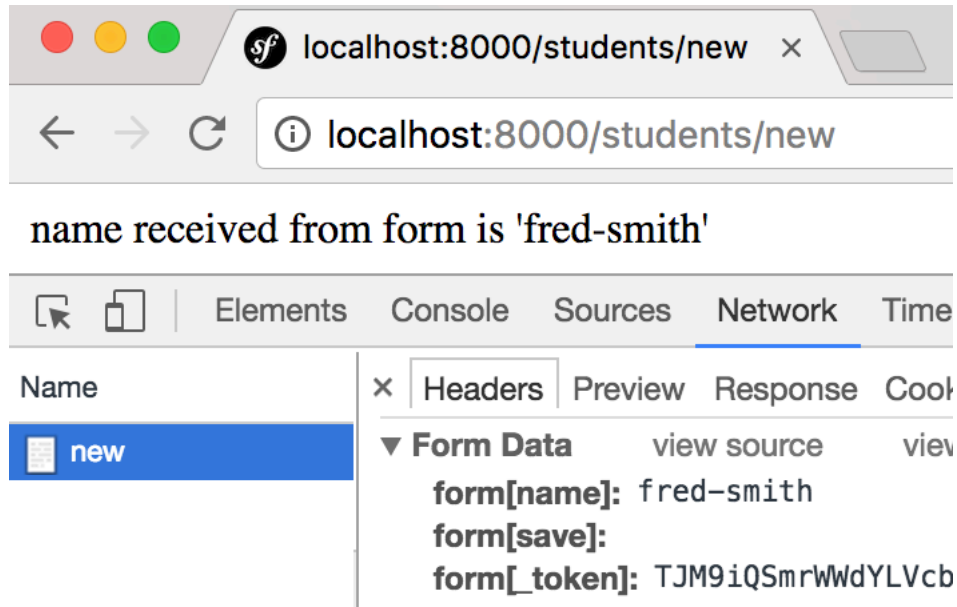 sf localhost:8000/students/new ×
localhost:8000/students/new
name received from form is 'fred-smith'
Elements Console Sources Network Time
Name
× Headers Preview Response Cook
new
▼ Form Data view source view
form[name]: fred-smith
form[save]:
form[_token]: TJM9iQSmrWWdYLVcb